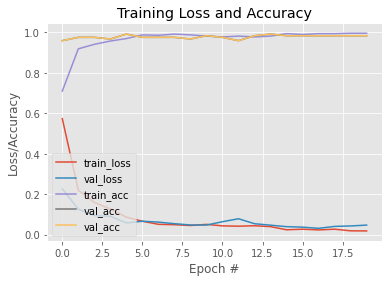 Training Loss and Accuracy
Loss/Accuracy
1.0
0.8
0.6
0.4
0.2
0.0
train_loss
val_loss
train_acc
val_acc
val_acc
0.0 2.5 5.0 7.5 10.0 12.5 15.0 17.5
Epoch #